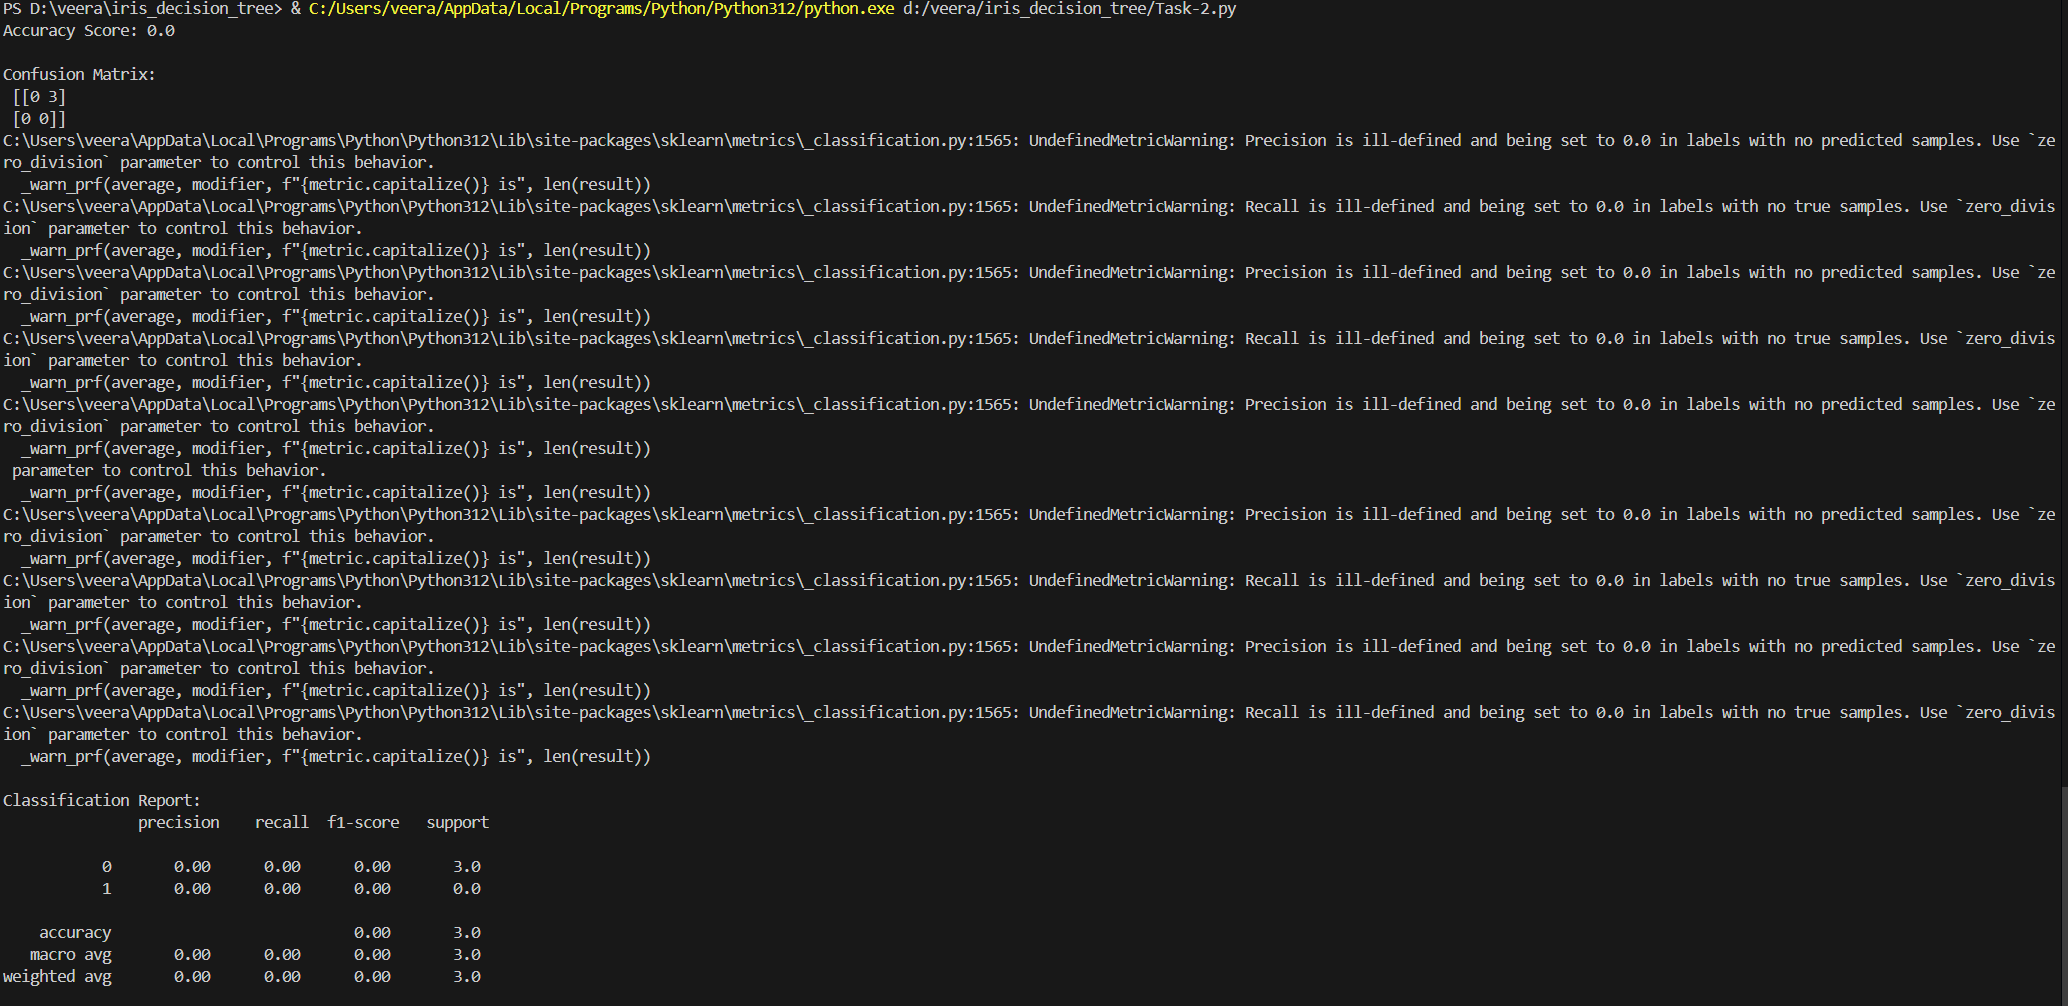 PS D:\veera\iris_decision_tree> & C:/Users/veera/AppData/Local/Programs/Python/Python312/python.exe d:/veera/iris_decision_tree/Task-2.py
Accuracy Score: 0.0

Confusion Matrix:
 [[0 3]
 [0 0]]
C:\Users\veera\AppData\Local\Programs\Python\Python312\Lib\site-packages\sklearn\metrics\_classification.py:1565: UndefinedMetricWarning: Precision is ill-defined and being set to 0.0 in labels with no predicted samples. Use `ze
ro_division` parameter to control this behavior.
  _warn_prf(average, modifier, f"{metric.capitalize()} is", len(result))
C:\Users\veera\AppData\Local\Programs\Python\Python312\Lib\site-packages\sklearn\metrics\_classification.py:1565: UndefinedMetricWarning: Recall is ill-defined and being set to 0.0 in labels with no true samples. Use `zero_divis
ion` parameter to control this behavior.
  _warn_prf(average, modifier, f"{metric.capitalize()} is", len(result))
C:\Users\veera\AppData\Local\Programs\Python\Python312\Lib\site-packages\sklearn\metrics\_classification.py:1565: UndefinedMetricWarning: Precision is ill-defined and being set to 0.0 in labels with no predicted samples. Use `ze
ro_division` parameter to control this behavior.
  _warn_prf(average, modifier, f"{metric.capitalize()} is", len(result))
C:\Users\veera\AppData\Local\Programs\Python\Python312\Lib\site-packages\sklearn\metrics\_classification.py:1565: UndefinedMetricWarning: Recall is ill-defined and being set to 0.0 in labels with no true samples. Use `zero_divis
ion` parameter to control this behavior.
  _warn_prf(average, modifier, f"{metric.capitalize()} is", len(result))
C:\Users\veera\AppData\Local\Programs\Python\Python312\Lib\site-packages\sklearn\metrics\_classification.py:1565: UndefinedMetricWarning: Precision is ill-defined and being set to 0.0 in labels with no predicted samples. Use `ze
ro_division` parameter to control this behavior.
  _warn_prf(average, modifier, f"{metric.capitalize()} is", len(result))
 parameter to control this behavior.
  _warn_prf(average, modifier, f"{metric.capitalize()} is", len(result))
C:\Users\veera\AppData\Local\Programs\Python\Python312\Lib\site-packages\sklearn\metrics\_classification.py:1565: UndefinedMetricWarning: Precision is ill-defined and being set to 0.0 in labels with no predicted samples. Use `ze
ro_division` parameter to control this behavior.
  _warn_prf(average, modifier, f"{metric.capitalize()} is", len(result))
C:\Users\veera\AppData\Local\Programs\Python\Python312\Lib\site-packages\sklearn\metrics\_classification.py:1565: UndefinedMetricWarning: Recall is ill-defined and being set to 0.0 in labels with no true samples. Use `zero_divis
ion` parameter to control this behavior.
  _warn_prf(average, modifier, f"{metric.capitalize()} is", len(result))
C:\Users\veera\AppData\Local\Programs\Python\Python312\Lib\site-packages\sklearn\metrics\_classification.py:1565: UndefinedMetricWarning: Precision is ill-defined and being set to 0.0 in labels with no predicted samples. Use `ze
ro_division` parameter to control this behavior.
  _warn_prf(average, modifier, f"{metric.capitalize()} is", len(result))
C:\Users\veera\AppData\Local\Programs\Python\Python312\Lib\site-packages\sklearn\metrics\_classification.py:1565: UndefinedMetricWarning: Recall is ill-defined and being set to 0.0 in labels with no true samples. Use `zero_divis
ion` parameter to control this behavior.
  _warn_prf(average, modifier, f"{metric.capitalize()} is", len(result))

Classification Report:
               precision    recall  f1-score   support

           0       0.00      0.00      0.00       3.0
           1       0.00      0.00      0.00       0.0

    accuracy                           0.00       3.0
   macro avg       0.00      0.00      0.00       3.0
weighted avg       0.00      0.00      0.00       3.0